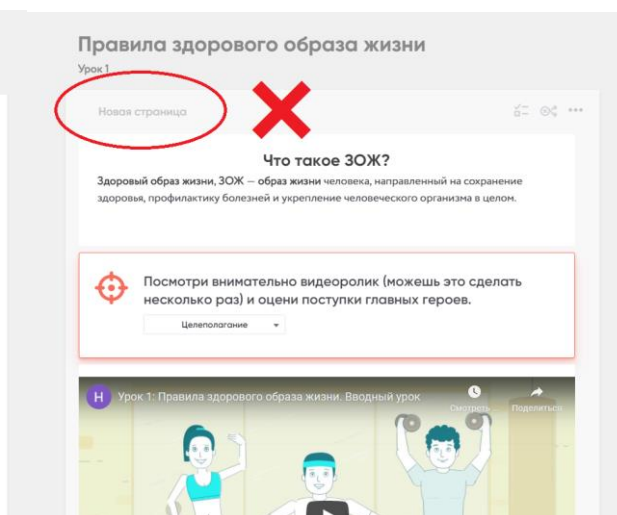 Правила здорового образа жизни
Урок 1
Новая страница
Что такое ЗОЖ?
Здоровый образ жизни, ЗОЖ — образ жизни человека, направленный на сохранение
здоровья, профилактику болезней и укрепление человеческого организма в целом.
Посмотри внимательно видеоролик (можешь это сделать
несколько раз) и оцени поступки главных героев.
Целеполагание
Н Урок 1: Правила здорового образа жизни. Вводный урок
Смотреть Поделиться